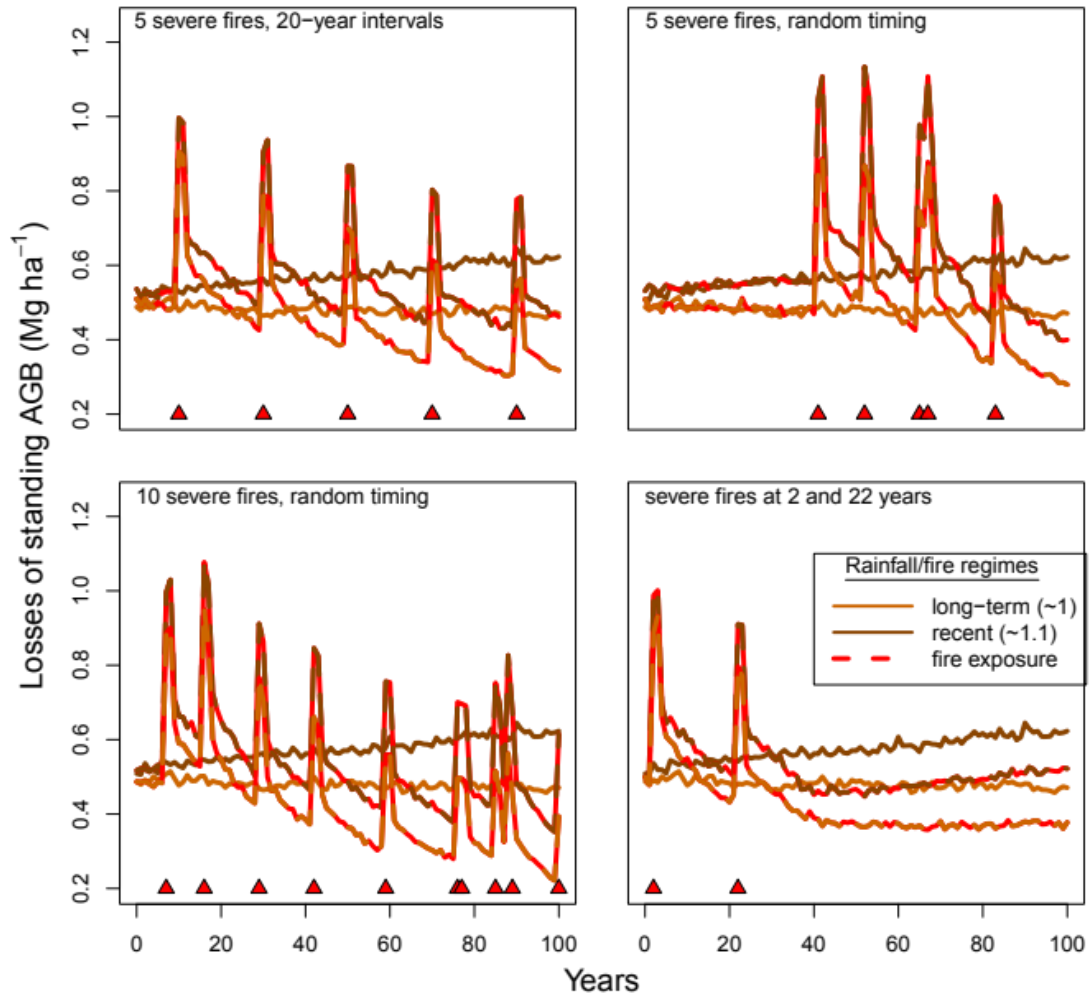 5 severe fires, 20−year intervals
5 severe fires, random timing
1.2
1.0
0.8
0.6
0.4
0.2
10 severe fires, random timing
severe fires at 2 and 22 years
1.2
1.0
0.8
0.6
0.4
0.2
Rainfall/fire regimes
long−term (~1)
recent (~1.1)
fire exposure
Losses of standing AGB (Mg ha⁻¹)
0 20 40 60 80 100
0 20 40 60 80 100
Years